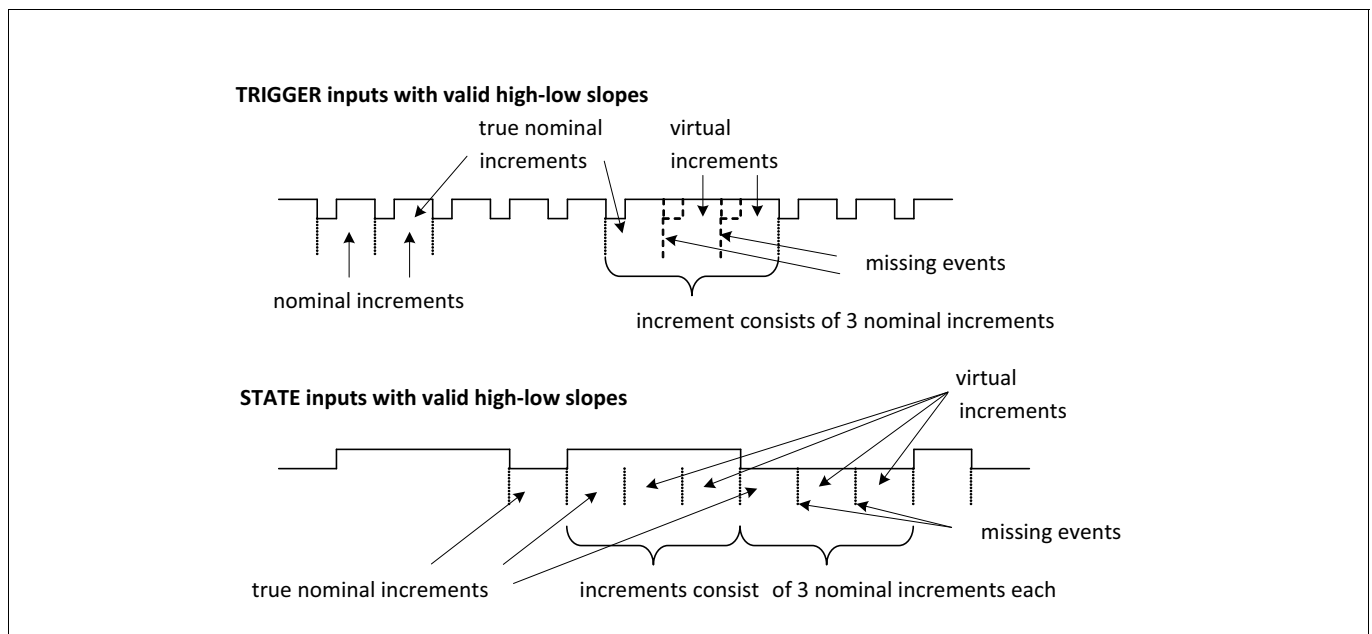 TRIGGER inputs with valid high-low slopes
true nominal
increments
virtual
increments
missing events
nominal increments
increment consists of 3 nominal increments
STATE inputs with valid high-low slopes
virtual
increments
missing events
true nominal increments
increments consist of 3 nominal increments each